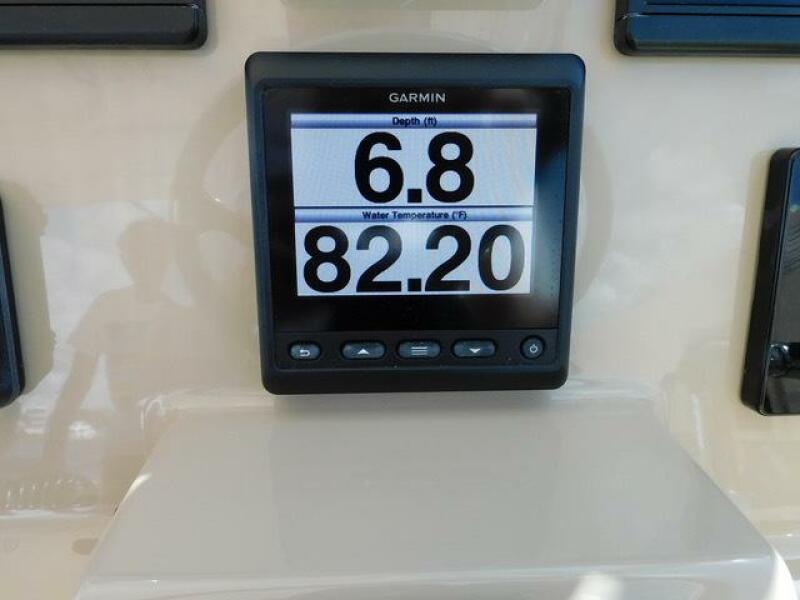 GARMIN
Depth (ft)
6.8
Water Temperature (°F)
82.20